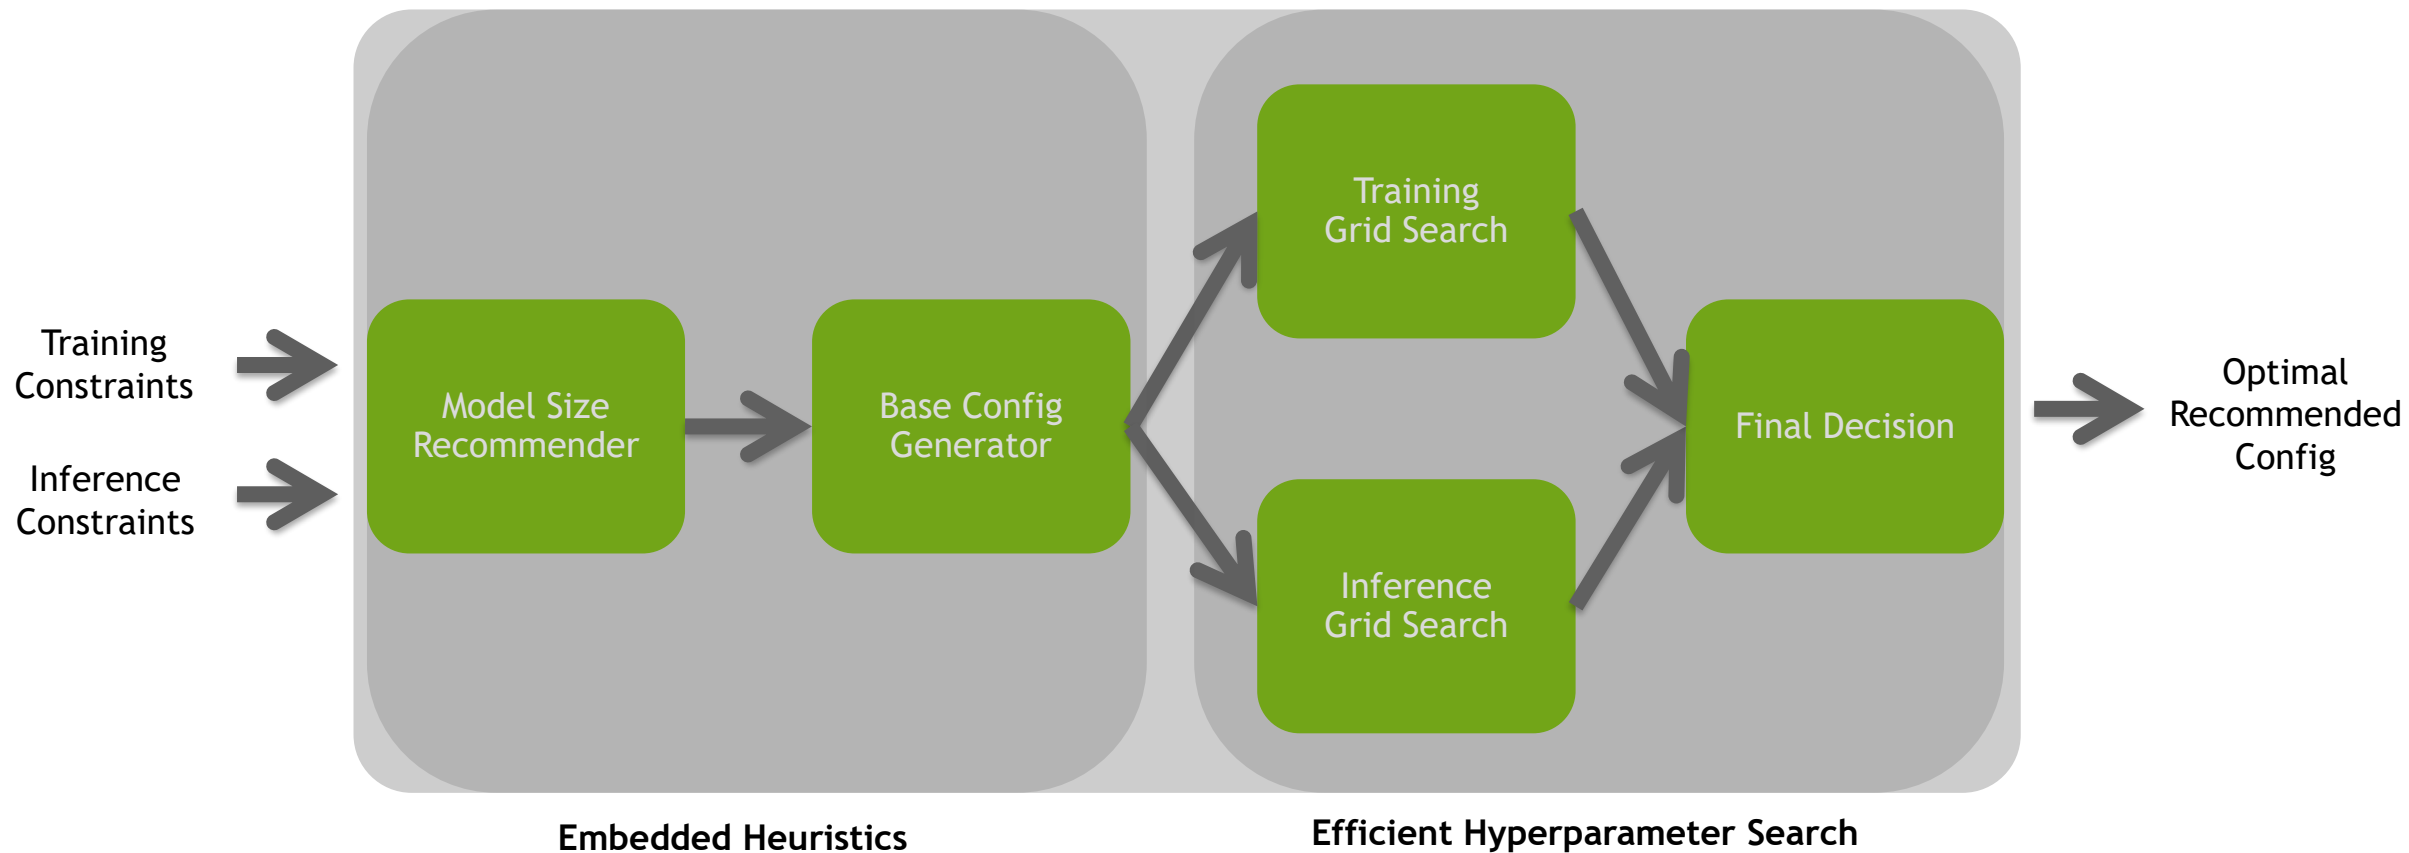 Training
Constraints
Inference
Constraints
Model Size
Recommender
Base Config
Generator
Training
Grid Search
Inference
Grid Search
Final Decision
Optimal
Recommended
Config
Embedded Heuristics
Efficient Hyperparameter Search